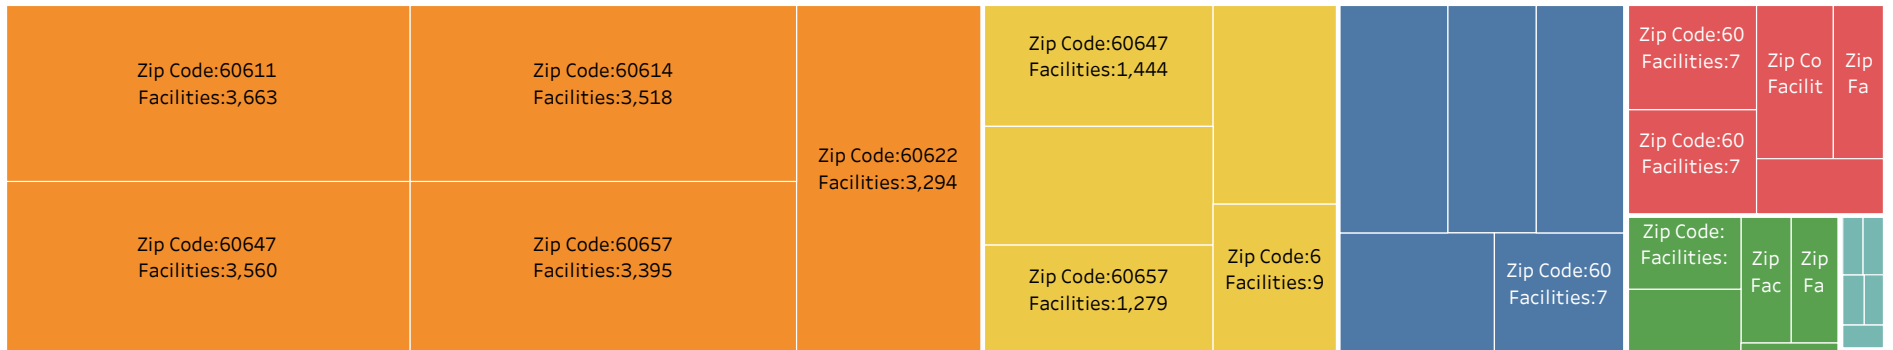 Zip Code:60611
Facilities:3,663
Zip Code:60614
Facilities:3,518
Zip Code:60647
Facilities:3,560
Zip Code:60657
Facilities:3,395
Zip Code:60622
Facilities:3,294
Zip Code:60647
Facilities:1,444
Zip Code:60657
Facilities:1,279
Zip Code:6
Facilities:9
Zip Code:60
Facilities:7
Zip Code:60
Facilities:7
Zip Code:60
Facilities:7
Zip Co
Facilit
Zip
Fa
Zip Code:
Facilities:
Zip
Fac
Zip
Fa